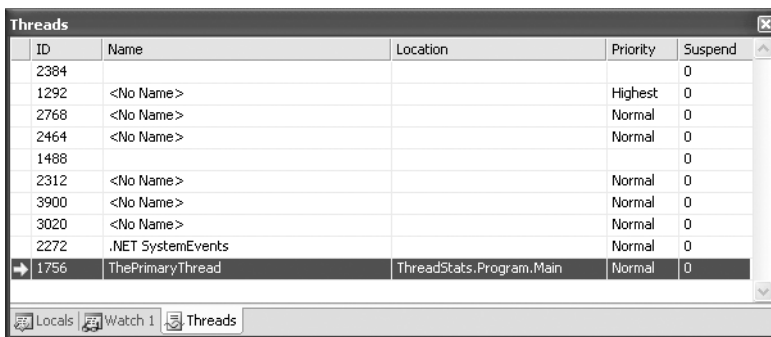 Threads
ID Name Location Priority Suspend
2384 0
1292 <No Name> Highest 0
2768 <No Name> Normal 0
2464 <No Name> Normal 0
1488 0
2312 <No Name> Normal 0
3900 <No Name> Normal 0
3020 <No Name> Normal 0
2272 .NET SystemEvents Normal 0
1756 ThePrimaryThread ThreadStats.Program.Main Normal 0
Locals Watch 1 Threads